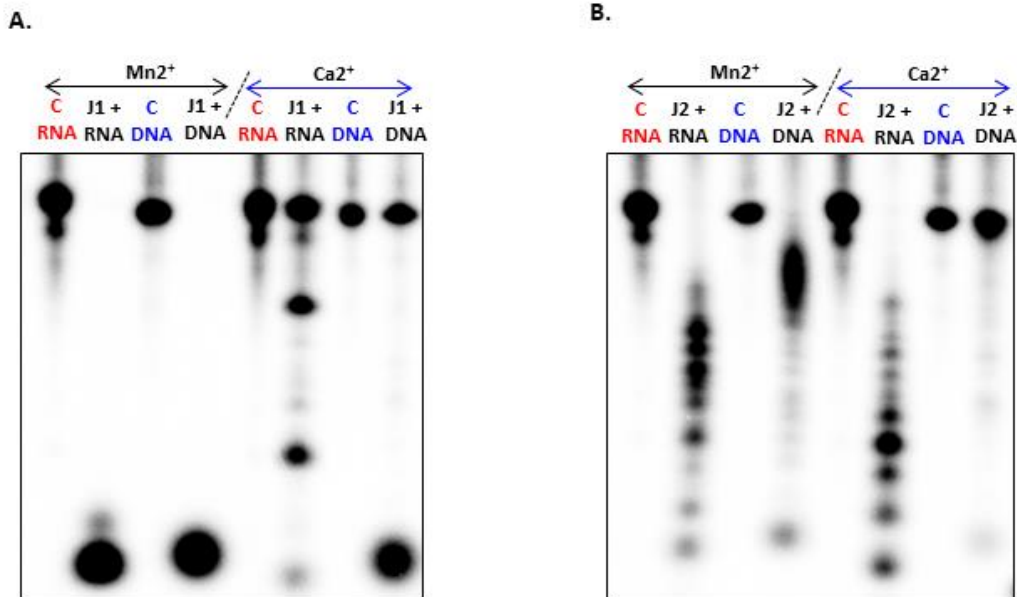 A.
Mn2+ Ca2+
C J1 + C J1 + C J1 + C J1 +
RNA RNA DNA DNA RNA RNA DNA DNA
B.
Mn2+ Ca2+
C J2 + C J2 + C J2 + C J2 +
RNA RNA DNA DNA RNA RNA DNA DNA